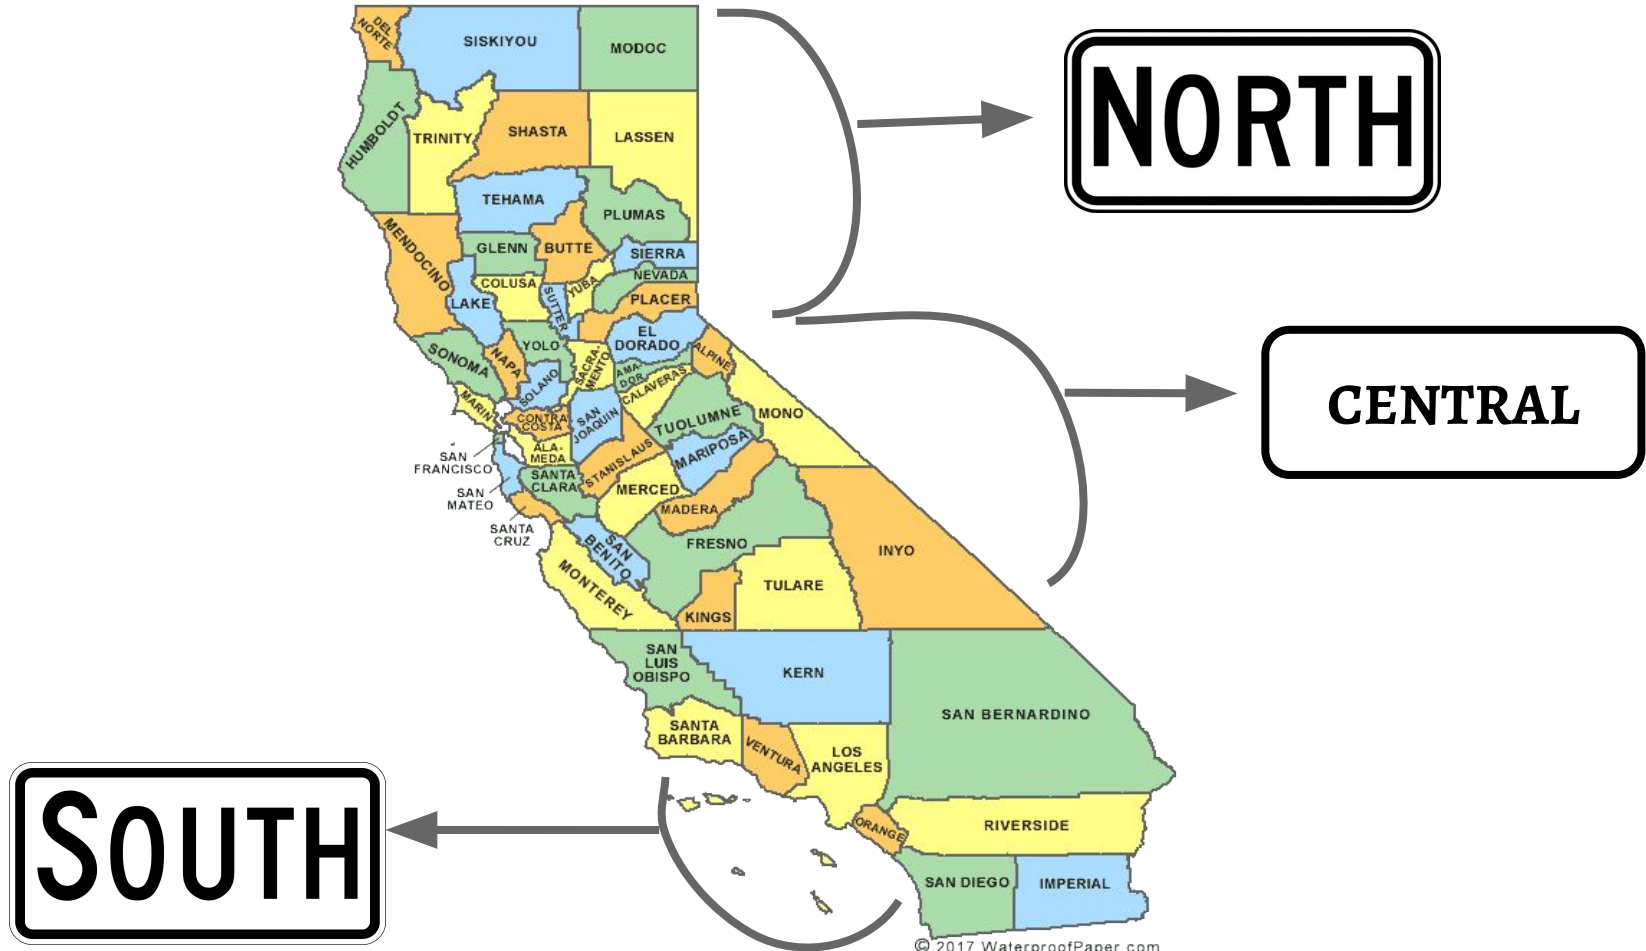 DEL
NORTE
SISKIYOU
MODOC
NORTH
HUMBOLDT
TRINITY
SHASTA
LASSEN
TEHAMA
PLUMAS
MENDOCINO
GLENN
BUTTE
SIERRA
NEVADA
COLUSA
SUTTER
YUBA
LAKE
PLACER
EL
DORADO
YOLO
SONOMA
NAPA
SACRA-
MENTO
ALPINE
AMA-
DOR
SOLANO
CALAVERAS
MARIN
CENTRAL
CONTRA
COSTA
SAN
JOAQUIN
TUOLUMNE
MONO
ALA-
MEDA
SAN
FRANCISCO
STANISLAUS
MARIPOSA
SANTA
CLARA
MERCED
SAN
MATEO
MADERA
SANTA
CRUZ
SAN
BENITO
FRESNO
INYO
MONTEREY
TULARE
KINGS
SAN
LUIS
OBISPO
KERN
SAN BERNARDINO
SANTA
BARBARA
VENTURA
LOS
ANGELES
SOUTH
ORANGE
RIVERSIDE
SAN DIEGO
IMPERIAL
© 2017 WaterproofPaper.com